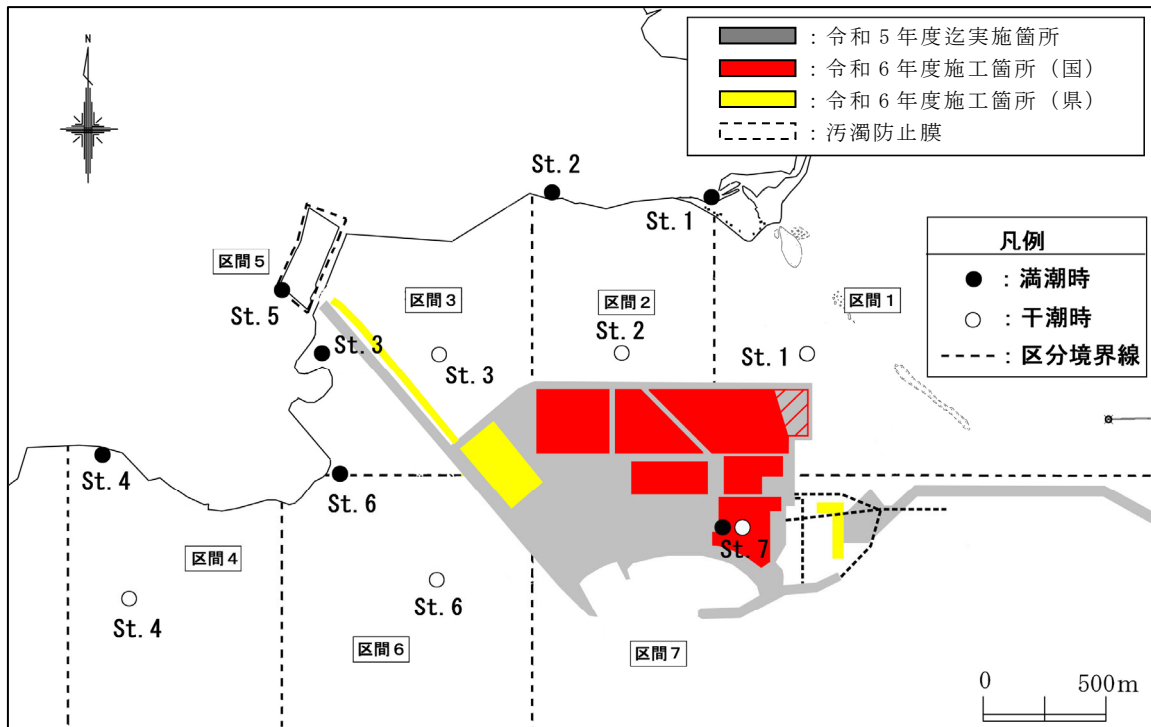 ：令和5年度迄実施箇所
：令和6年度施工箇所（国）
：令和6年度施工箇所（県）
：汚濁防止膜
N
St. 2
St. 1
凡例
：満潮時
：干潮時
：区分境界線
区間5
St. 5
区間3
区間2
区間1
St. 3
St. 3
St. 2
St. 1
St. 4
St. 6
St. 7
区間4
St. 4
St. 6
区間6
区間7
0 500m